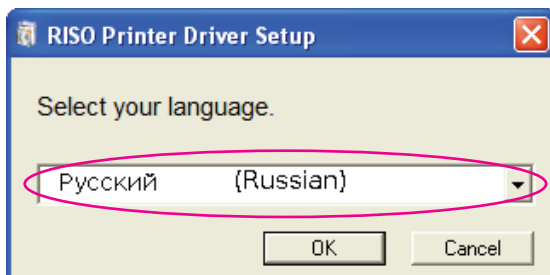 RISO Printer Driver Setup
Select your language.
Русский (Russian)
OK Cancel